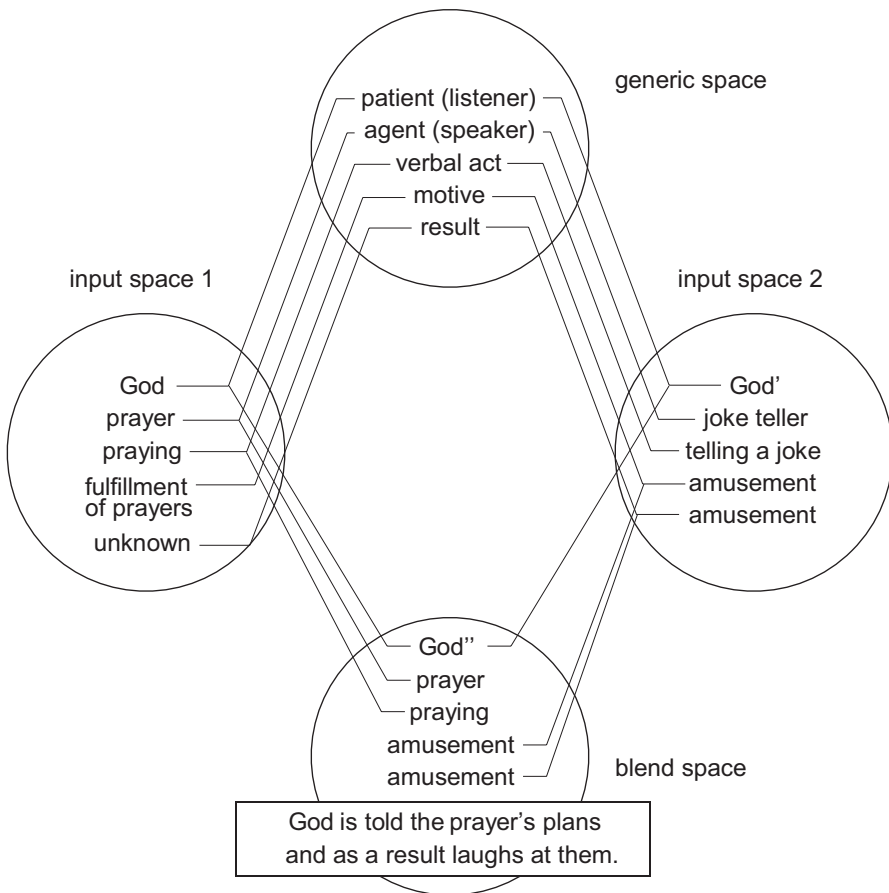 generic space
patient (listener)
agent (speaker)
verbal act
motive
result
input space 1
God
prayer
praying
fulfillment
of prayers
unknown
input space 2
God'
joke teller
telling a joke
amusement
amusement
God''
prayer
praying
amusement
amusement
blend space
God is told the prayer's plans
and as a result laughs at them.